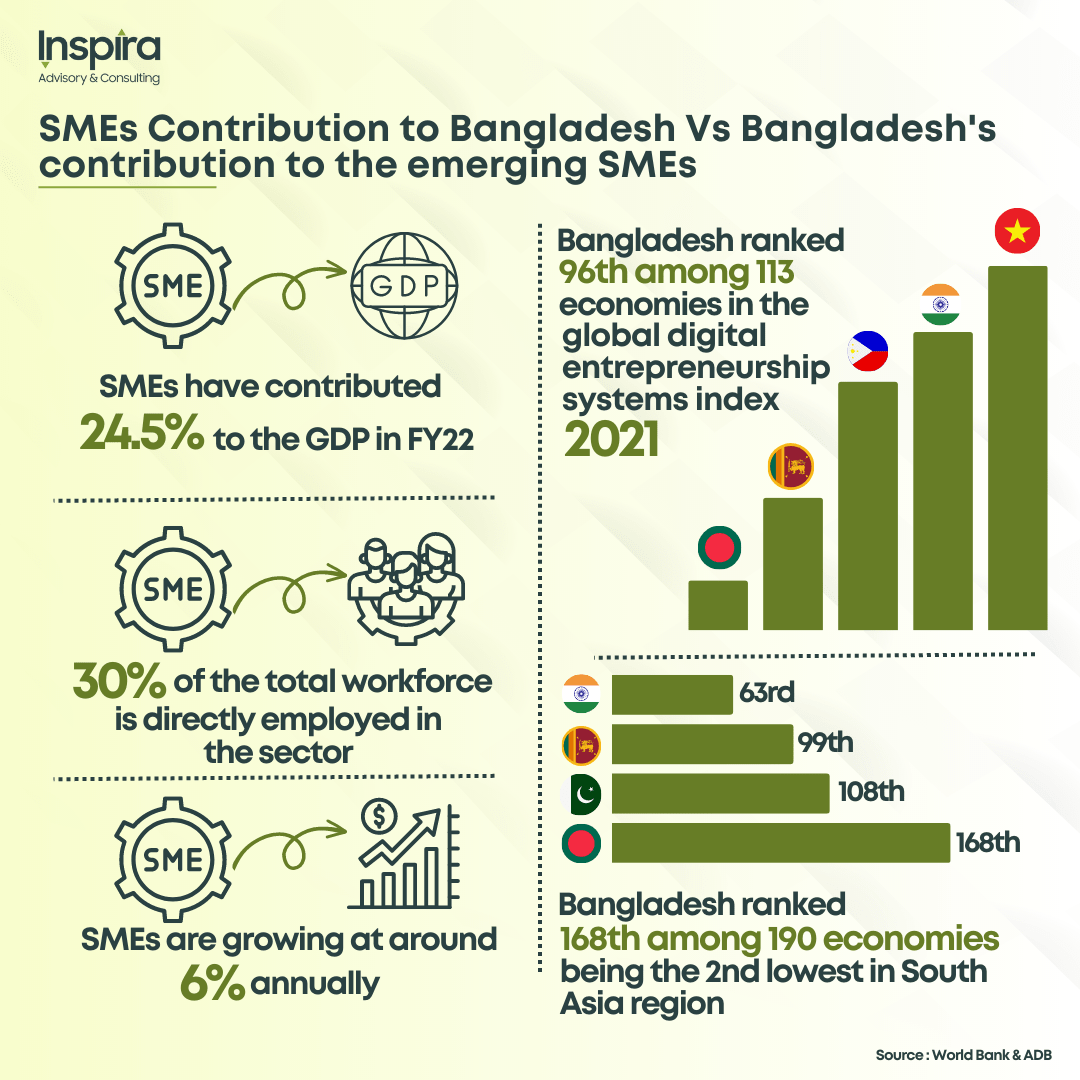 Inspira
Advisory & Consulting
SMEs Contribution to Bangladesh Vs Bangladesh's
contribution to the emerging SMEs
SME
GDP
SMEs have contributed
24.5% to the GDP in FY22
SME
30% of the total workforce
is directly employed in
the sector
SME
$
SMEs are growing at around
6% annually
Bangladesh ranked
96th among 113
economies in the
global digital
entrepreneurship
systems index
2021
63rd
99th
108th
168th
Bangladesh ranked
168th among 190 economies
being the 2nd lowest in South
Asia region
Source : World Bank & ADB